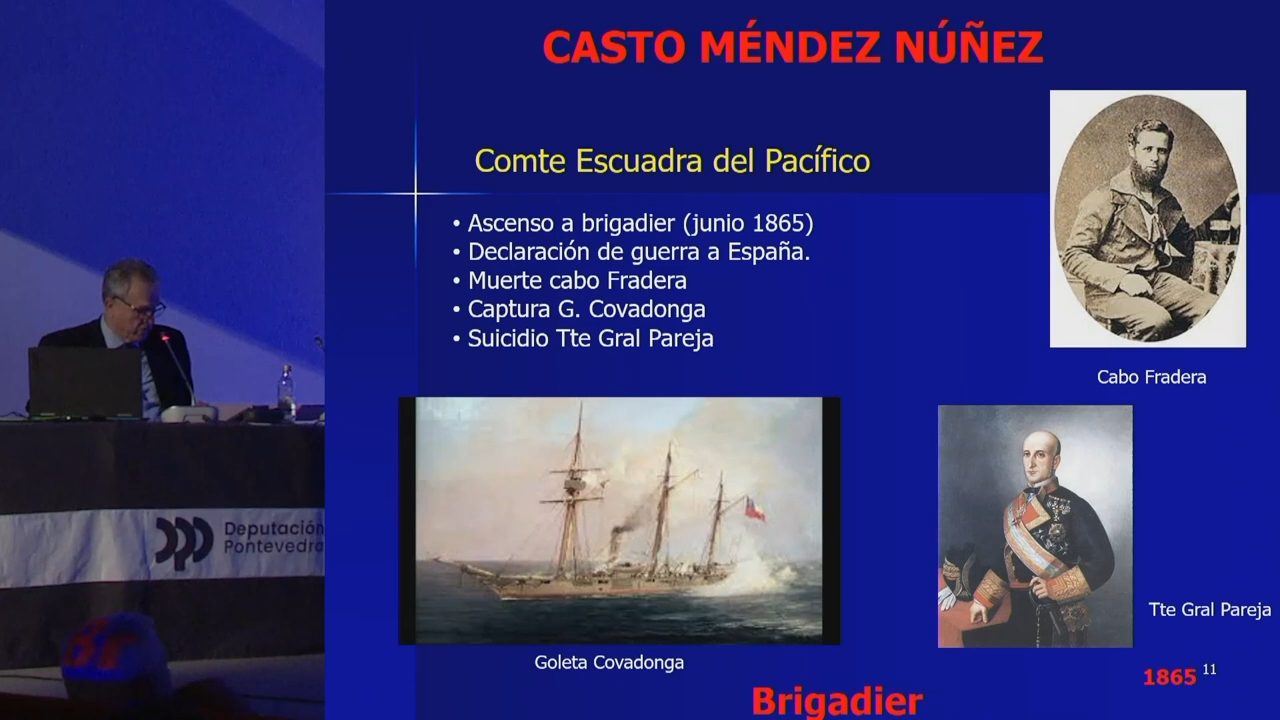 CASTO MÉNDEZ NÚÑEZ
Comte Escuadra del Pacífico
• Ascenso a brigadier (junio 1865)
• Declaración de guerra a España.
• Muerte cabo Fradera
• Captura G. Covadonga
• Suicidio Tte Gral Pareja
Cabo Fradera
Tte Gral Pareja
Goleta Covadonga
1865 11
Brigadier
Deputación
Pontevedra